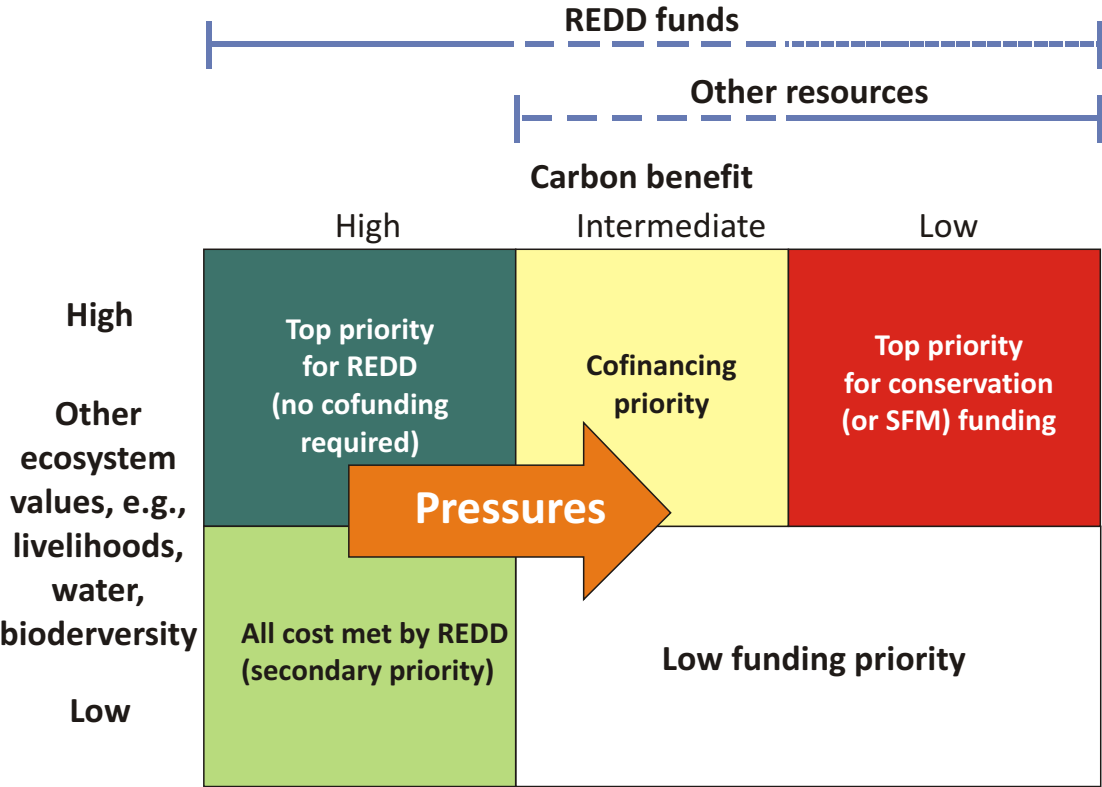 REDD funds
Other resources
Carbon benefit
High
Intermediate
Low
High
Other
ecosystem
values, e.g.,
livelihoods,
water,
bioderversity
Low
Top priority
for REDD
(no cofunding
required)
Cofinancing
priority
Top priority
for conservation
(or SFM) funding
Pressures
All cost met by REDD
(secondary priority)
Low funding priority